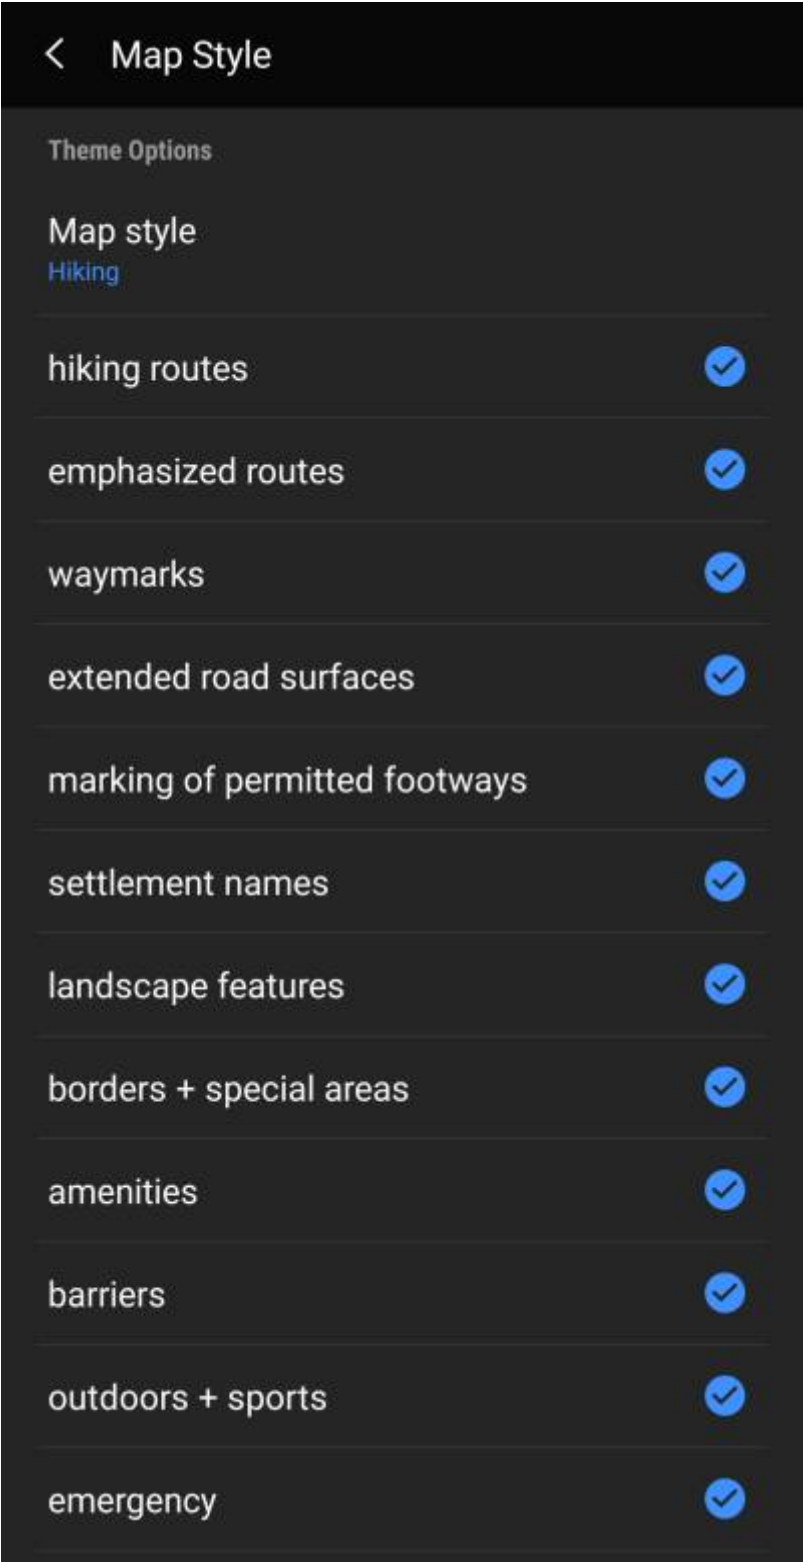 Map Style
Theme Options
Map style
Hiking
hiking routes
emphasized routes
waymarks
extended road surfaces
marking of permitted footways
settlement names
landscape features
borders + special areas
amenities
barriers
outdoors + sports
emergency